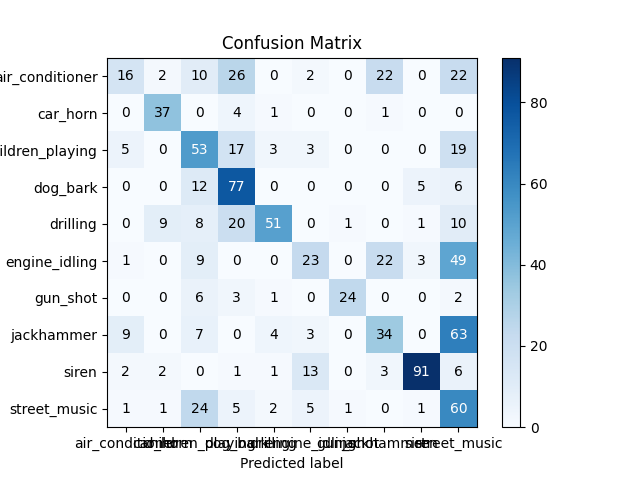 Confusion Matrix
air_conditioner 16 2 10 26 0 2 0 22 0 22
car_horn 0 37 0 4 1 0 0 1 0 0
ildren_playing 5 0 53 17 3 3 0 0 0 19
dog_bark 0 0 12 77 0 0 0 0 5 6
drilling 0 9 8 20 51 0 1 0 1 10
engine_idling 1 0 9 0 0 23 0 22 3 49
gun_shot 0 0 6 3 1 0 24 0 0 2
jackhammer 9 0 7 0 4 3 0 34 0 63
siren 2 2 0 1 1 13 0 3 91 6
street_music 1 1 24 5 2 5 1 0 1 60
street_music
Predicted label
80
60
40
20
0